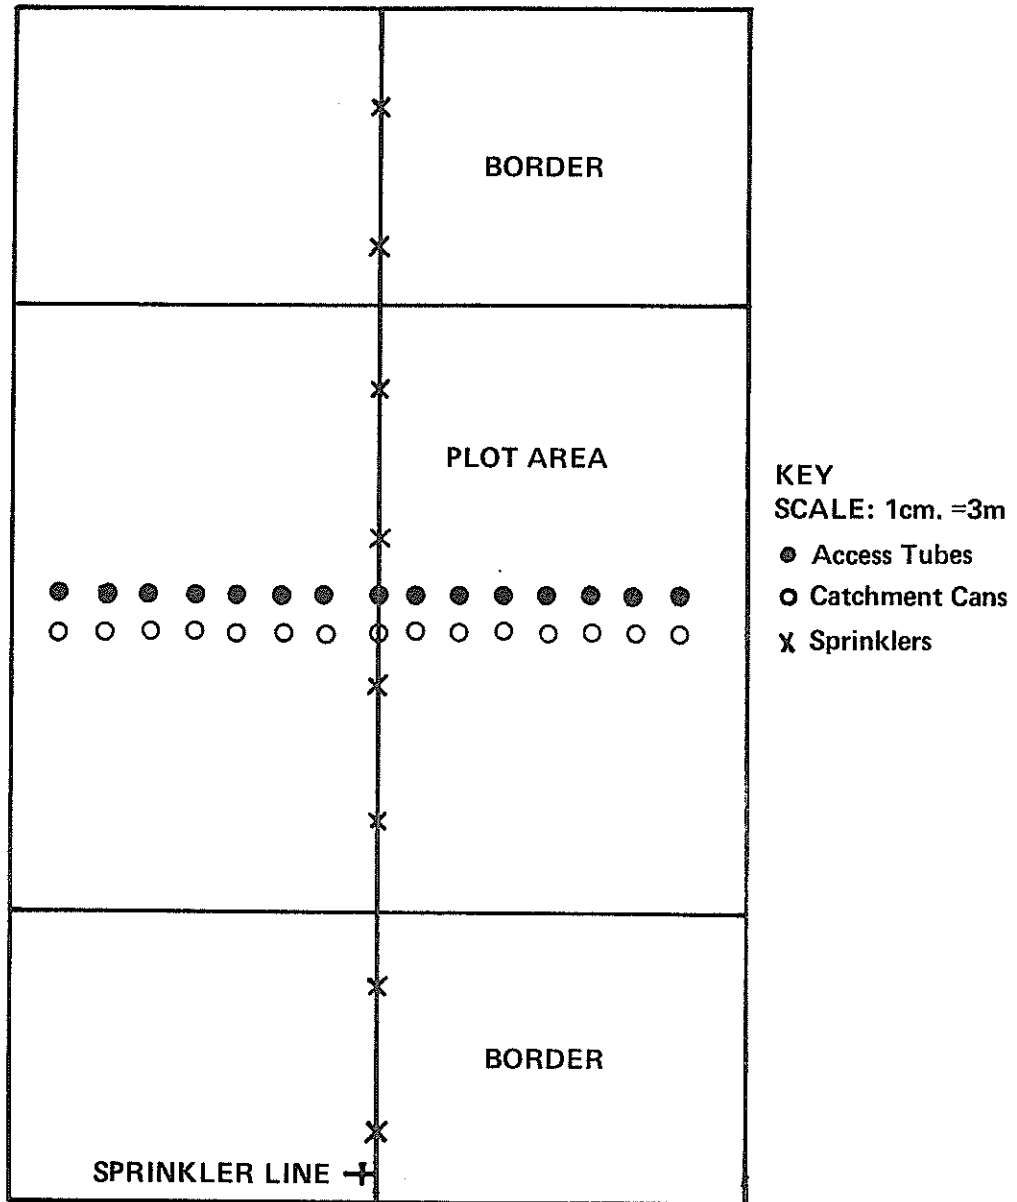 BORDER
PLOT AREA
KEY
SCALE: 1cm. =3m
Access Tubes
Catchment Cans
X Sprinklers
BORDER
SPRINKLER LINE